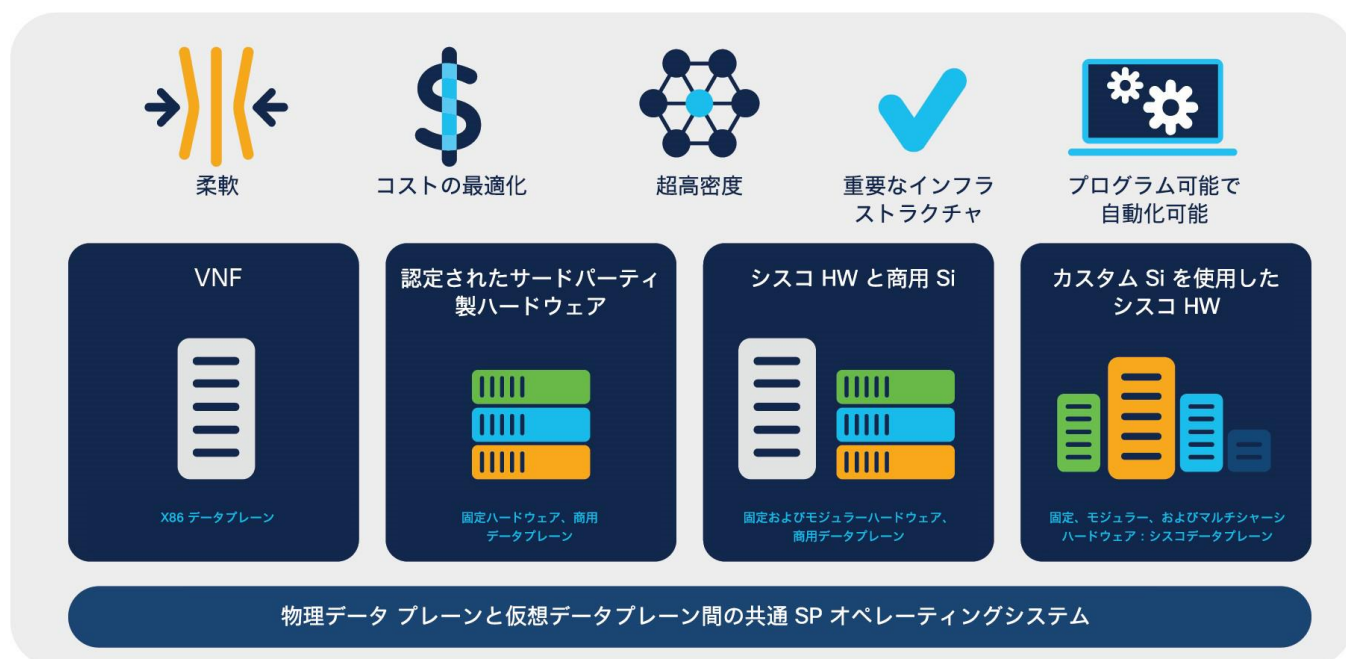 柔軟
コストの最適化
超高密度
重要なインフラ
ストラクチャ
プログラム可能で
自動化可能
VNF
X86 データプレーン
認定されたサードパーティ
製ハードウェア
固定ハードウェア、商用
データプレーン
シスコ HW と商用 Si
固定およびモジュラーハードウェア、
商用データプレーン
カスタム Si を使用した
シスコ HW
固定、モジュラー、およびマルチシャーシ
ハードウェア：シスコデータプレーン
物理データ プレーンと仮想データプレーン間の共通 SP オペレーティングシステム